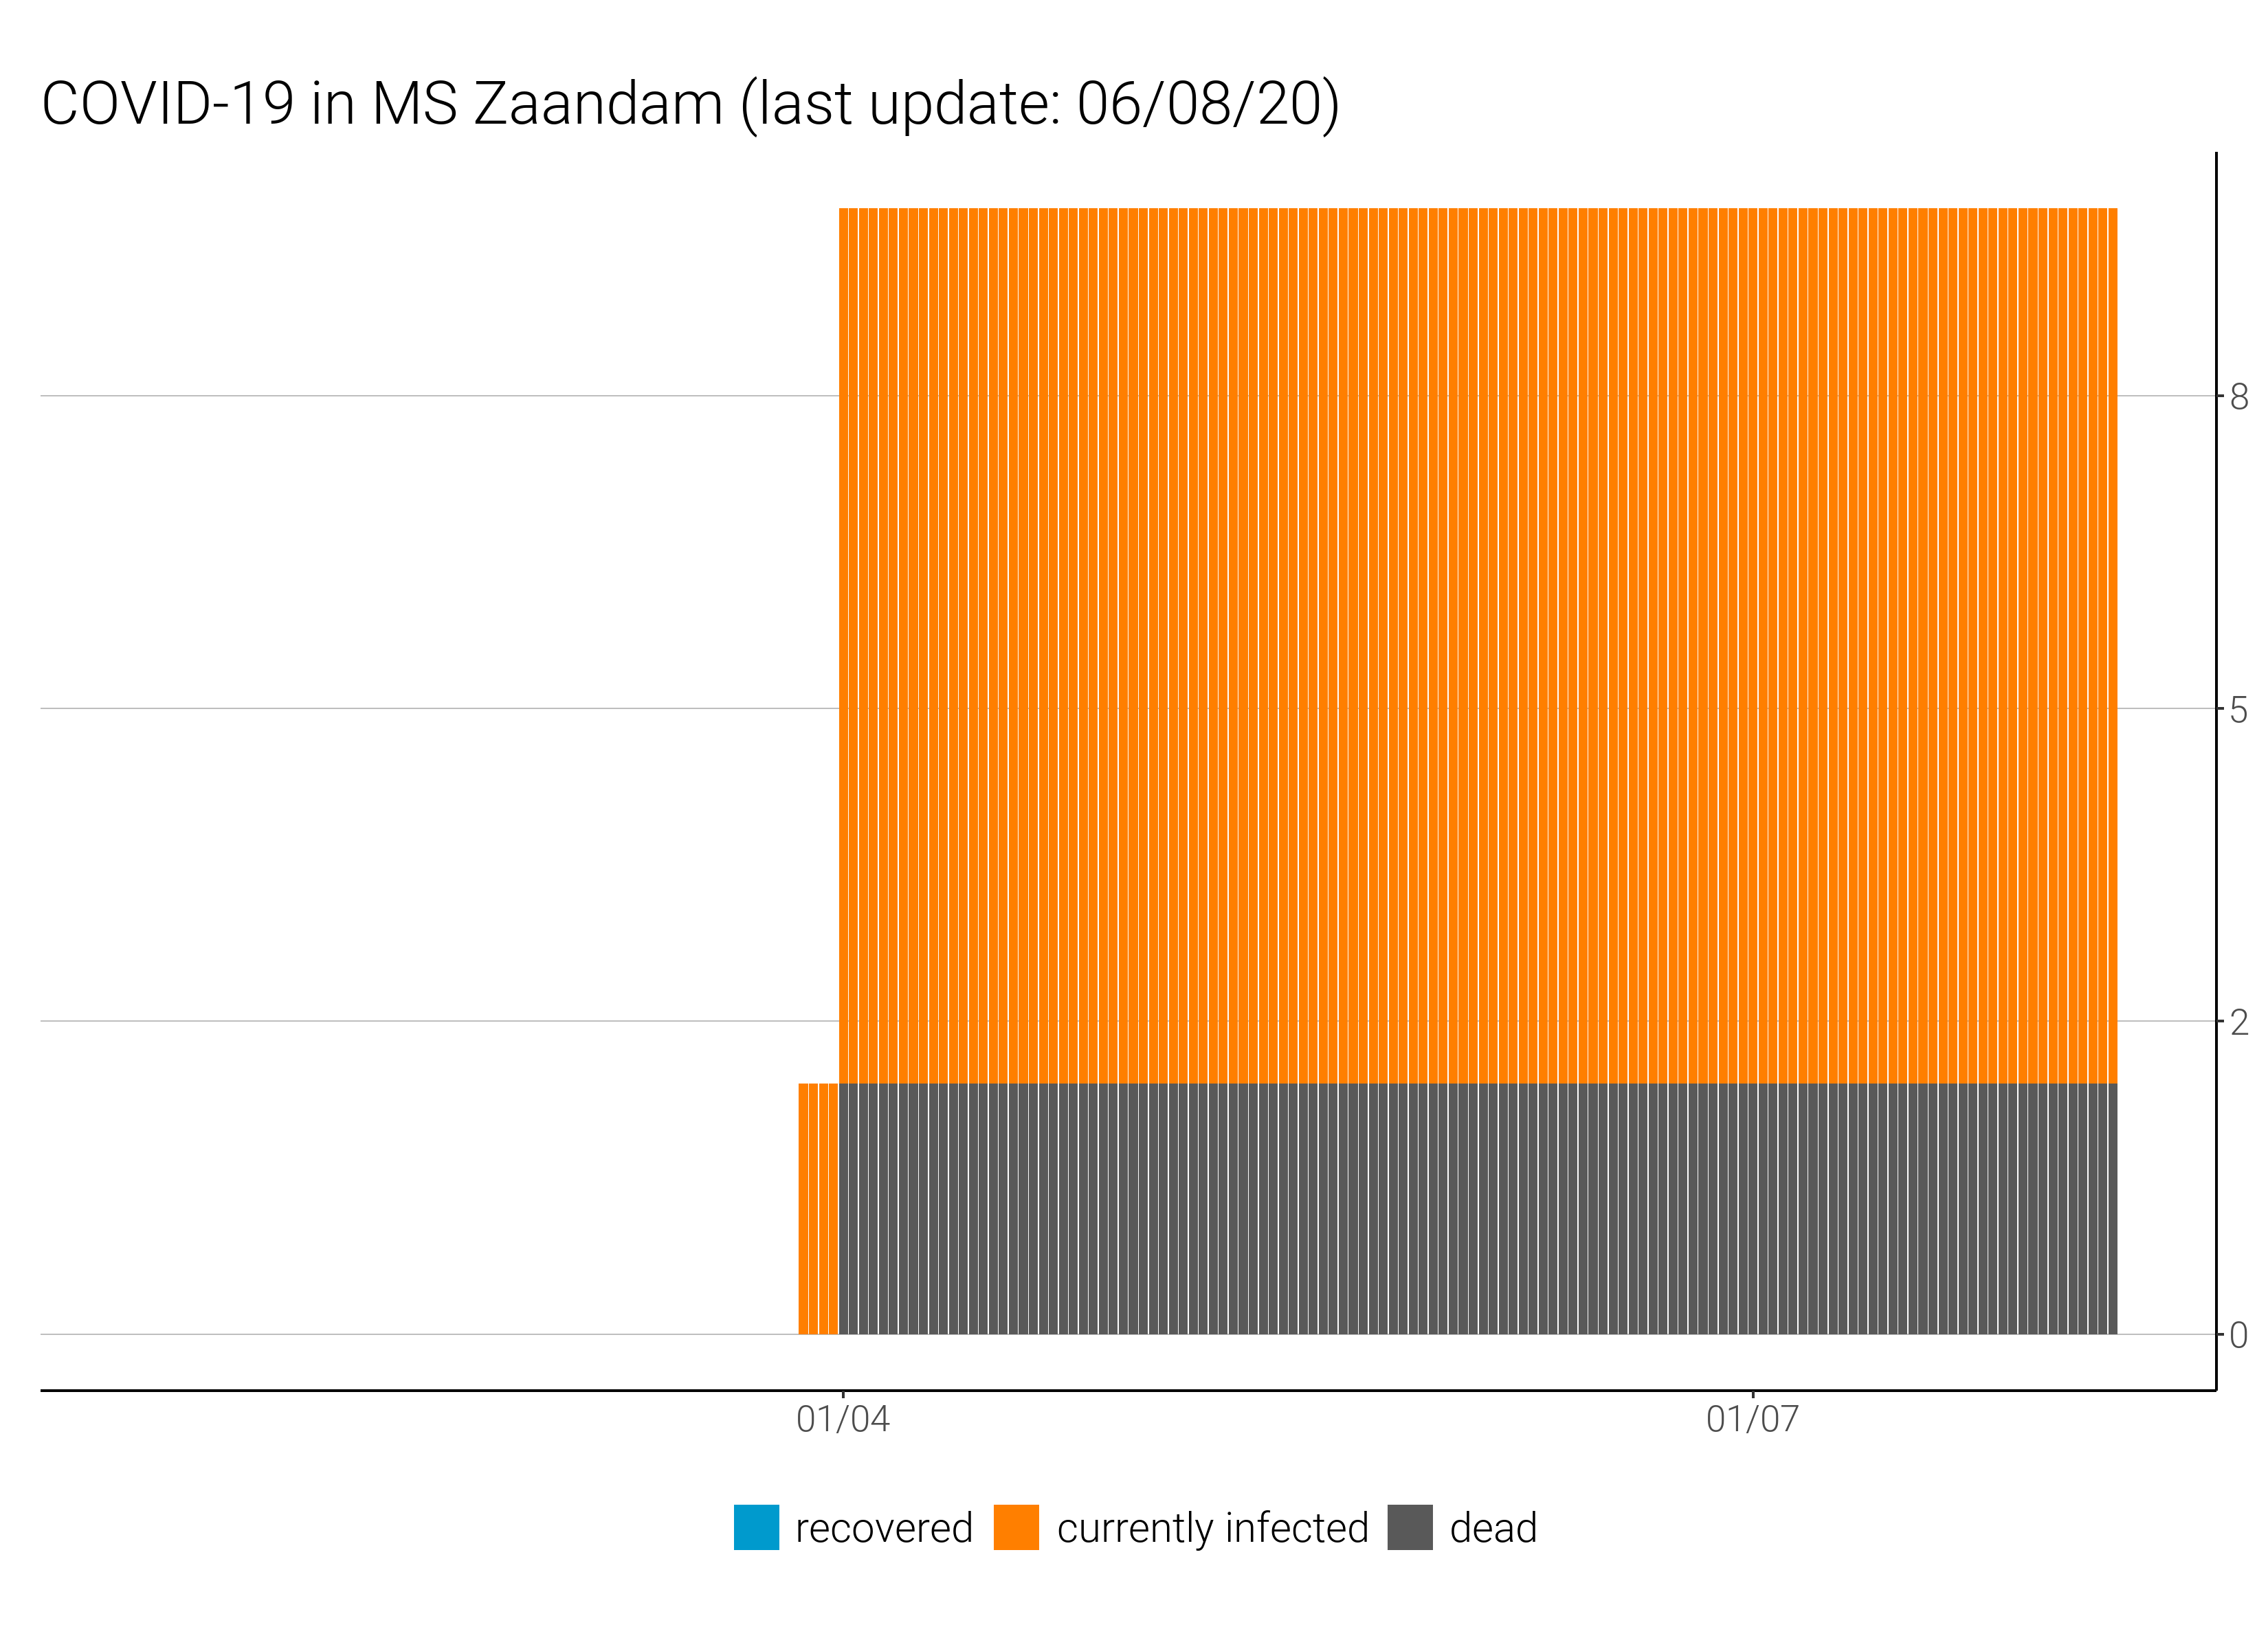 COVID-19 in MS Zaandam (last update: 06/08/20)
8
5
2
0
01/04 01/07
recovered currently infected dead